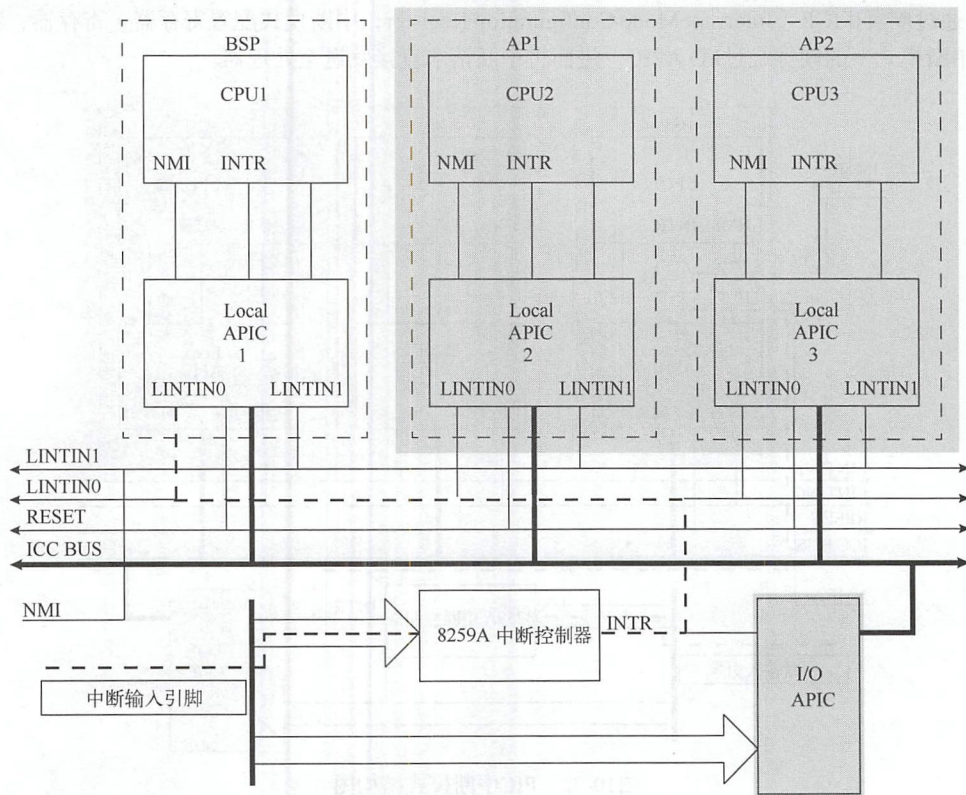 BSP
AP1
AP2
CPU1
CPU2
CPU3
NMI INTR
NMI INTR
NMI INTR
Local
APIC
1
Local
APIC
2
Local
APIC
3
LINTIN0 LINTIN1
LINTIN0 LINTIN1
LINTIN0 LINTIN1
LINTIN1
LINTIN0
RESET
ICC BUS
NMI
8259A 中断控制器
INTR
中断输入引脚
I/O
APIC